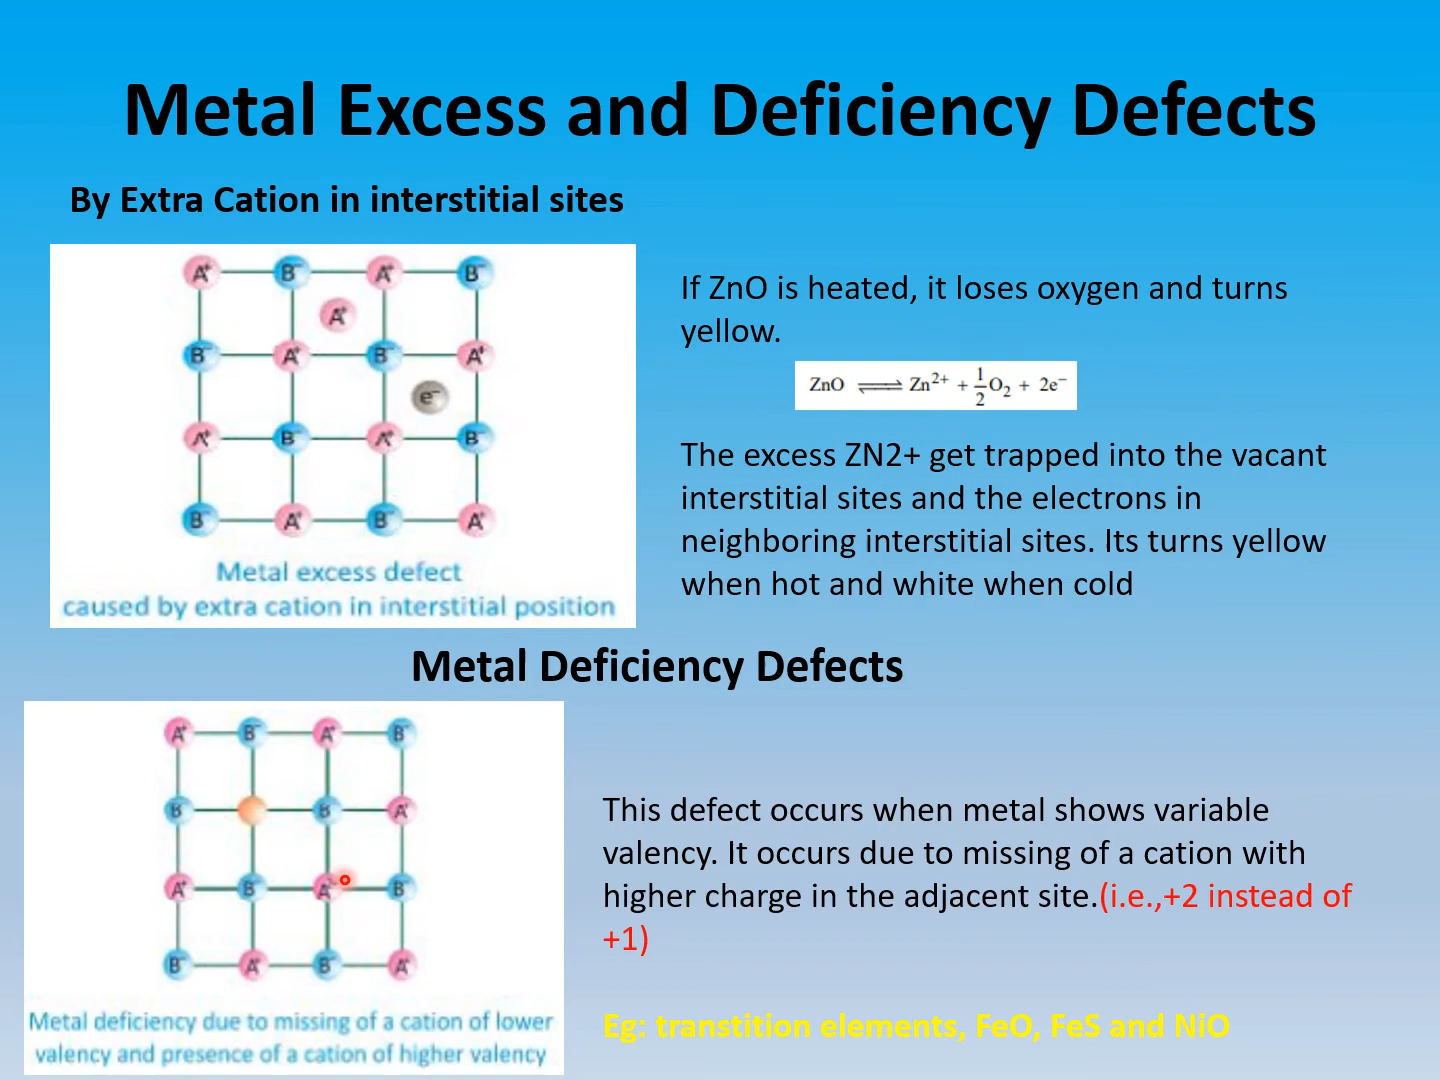 Metal Excess and Deficiency Defects
By Extra Cation in interstitial sites
A⁺ B⁻ A⁺ B⁻
A⁺
B⁻ A⁺ B⁻ A⁺
e⁻
A⁺ B⁻ A⁺ B⁻
B⁻ A⁺ B⁻ A⁺
Metal excess defect
caused by extra cation in interstitial position
If ZnO is heated, it loses oxygen and turns
yellow.
ZnO ⇌ Zn²⁺ + 1/2 O₂ + 2e⁻
The excess ZN2+ get trapped into the vacant
interstitial sites and the electrons in
neighboring interstitial sites. Its turns yellow
when hot and white when cold
Metal Deficiency Defects
A⁺ B⁻ A⁺ B⁻
B⁻ B⁻ A⁺
A⁺ B⁻ B⁻
B⁻ A⁺ B⁻ A⁺
Metal deficiency due to missing of a cation of lower
valency and presence of a cation of higher valency
This defect occurs when metal shows variable
valency. It occurs due to missing of a cation with
higher charge in the adjacent site.(i.e.,+2 instead of
+1)
Eg: transtition elements, FeO, FeS and NiO